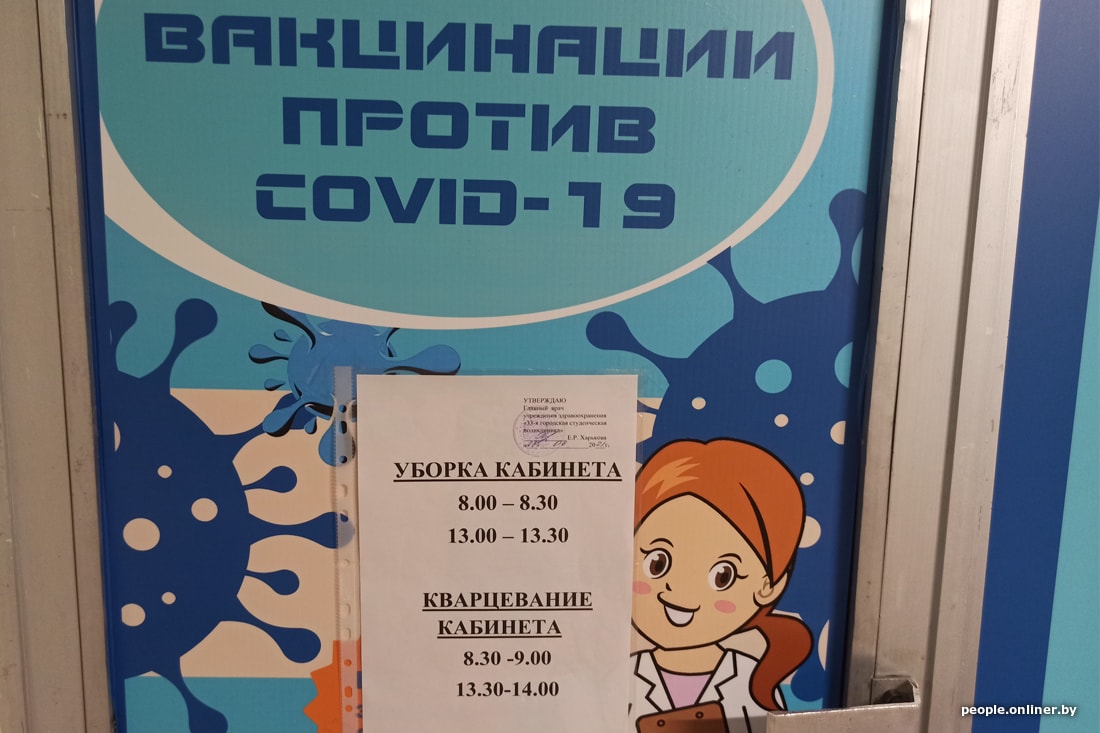 ВАКЦИНАЦИИ
ПРОТИВ
COVID-19
УТВЕРЖДАЮ
Главный врач
учреждения здравоохранения
«33-я городская студенческая
поликлиника»
Е.Р. Харькова
УБОРКА КАБИНЕТА
8.00 – 8.30
13.00 – 13.30
КВАРЦЕВАНИЕ
КАБИНЕТА
8.30 -9.00
13.30-14.00
people.onliner.by